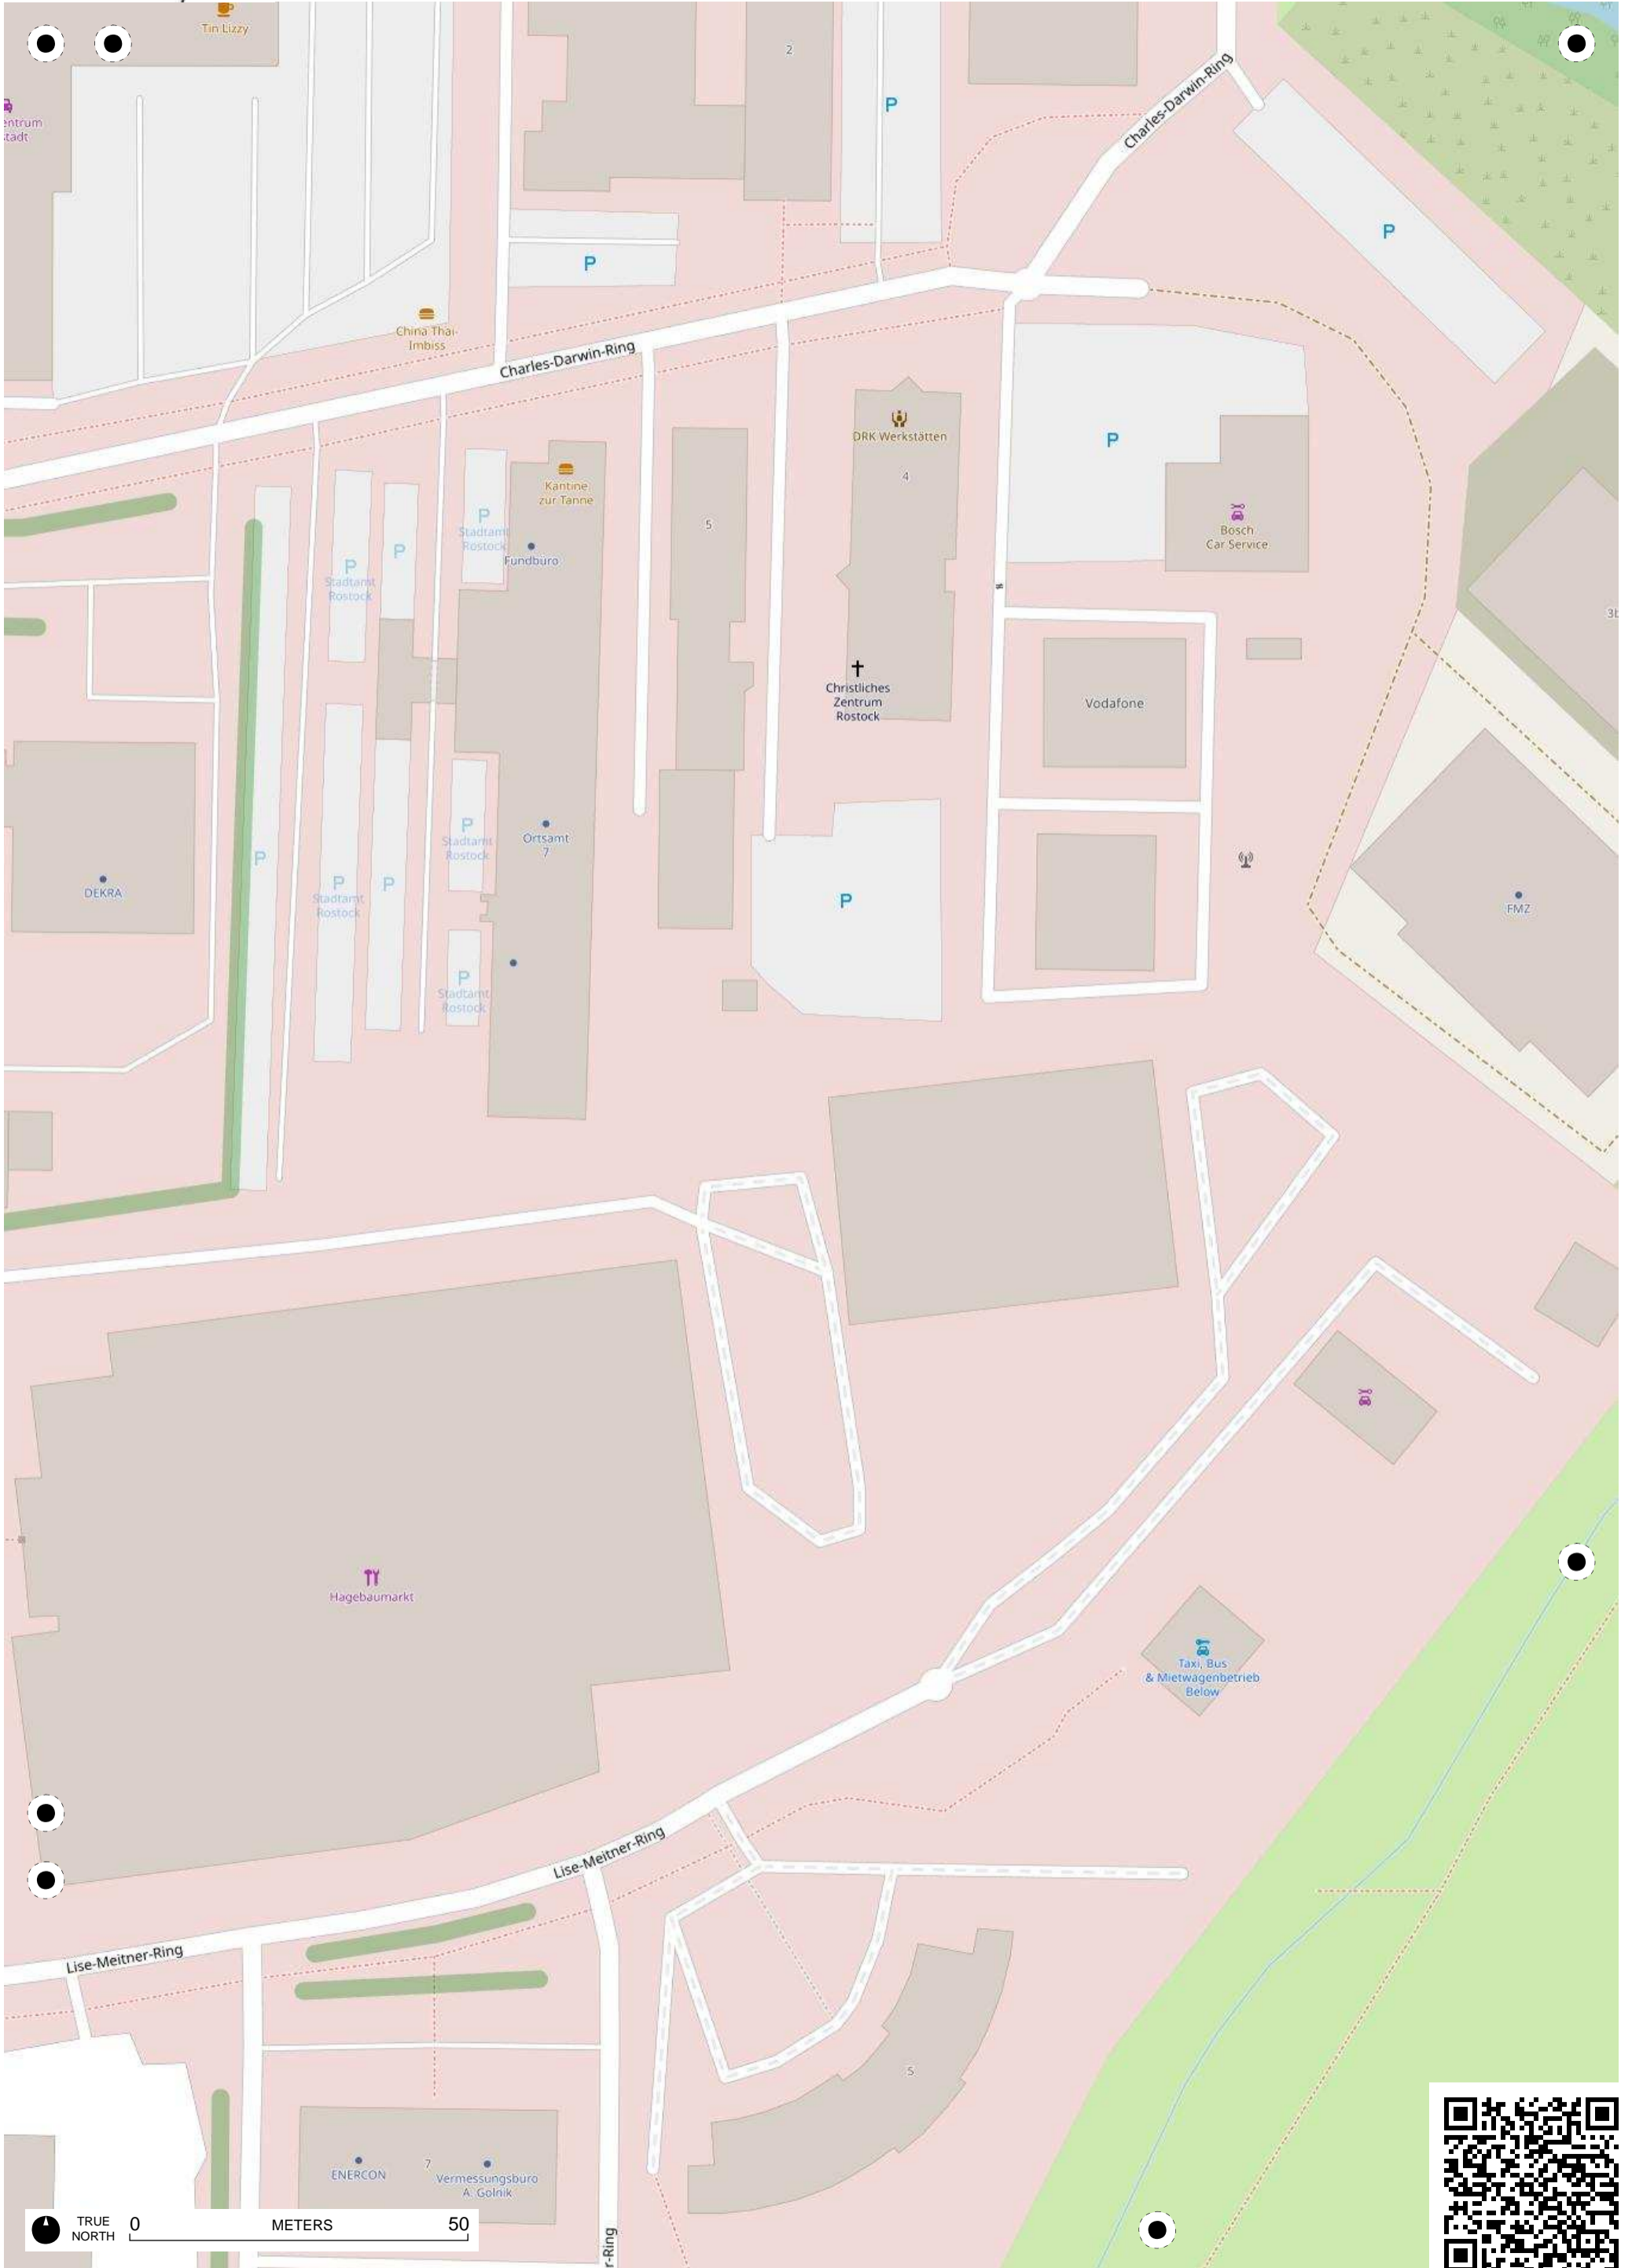 Tin Lizzy
2
Charles-Darwin-Ring
P
entrum
stadt
P
P
China Thai-
Imbiss
Charles-Darwin-Ring
DRK Werkstätten
4
P
Kantine
zur Tanne
P
Stadtamt
Rostock
5
Bosch
Car Service
P
P
Stadtamt
Rostock
Fundbüro
Christliches
Zentrum
Rostock
Vodafone
P
Stadtamt
Rostock
Ortsamt
7
P
P
Stadtamt
Rostock
P
P
DEKRA
FMZ
P
Stadtamt
Rostock
Hagebaumarkt
Taxi, Bus
& Mietwagenbetrieb
Below
Lise-Meitner-Ring
Lise-Meitner-Ring
5
ENERCON
7
Vermessungsbüro
A. Golnik
r-Ring
TRUE
NORTH
0 METERS 50